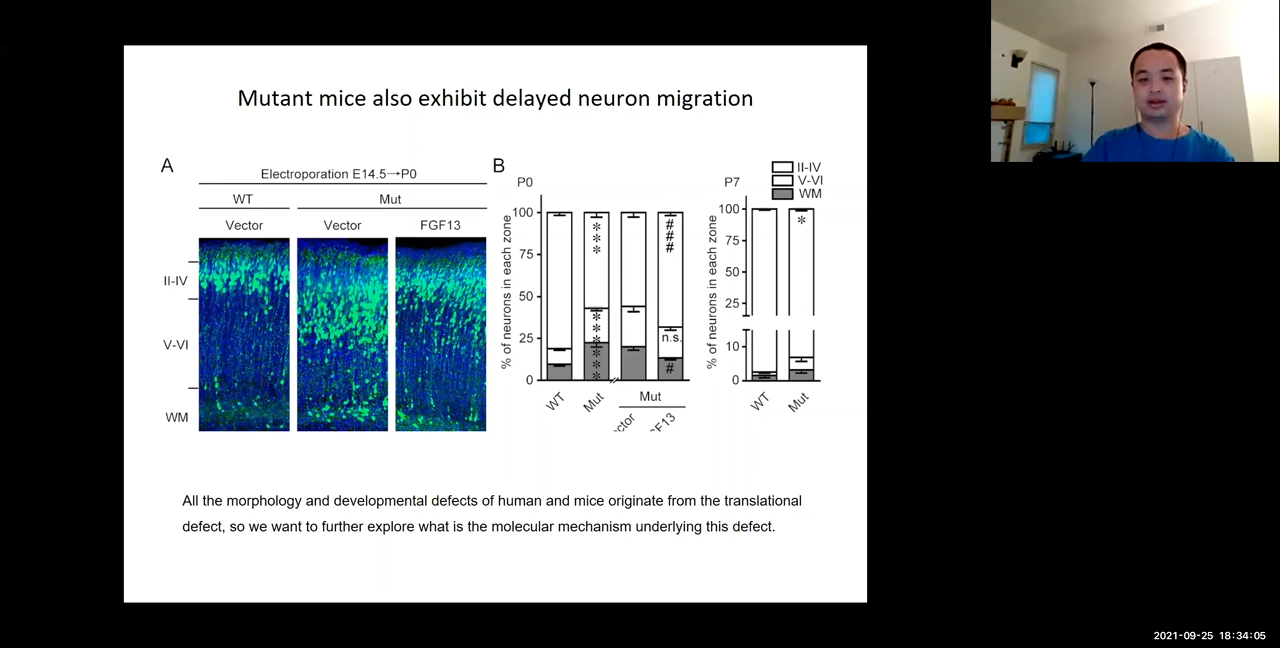 Mutant mice also exhibit delayed neuron migration
A
Electroporation E14.5→P0
WT
Mut
Vector
Vector
FGF13
II-IV
V-VI
WM
B
P0
% of neurons in each zone
100
75
50
25
0
***
***
***
###
n.s.
#
WT
Mut
Mut
ctor
F13
P7
II-IV
V-VI
WM
% of neurons in each zone
100
75
50
25
10
0
*
WT
Mut
All the morphology and developmental defects of human and mice originate from the translational
defect, so we want to further explore what is the molecular mechanism underlying this defect.
2021-09-25 18:34:05